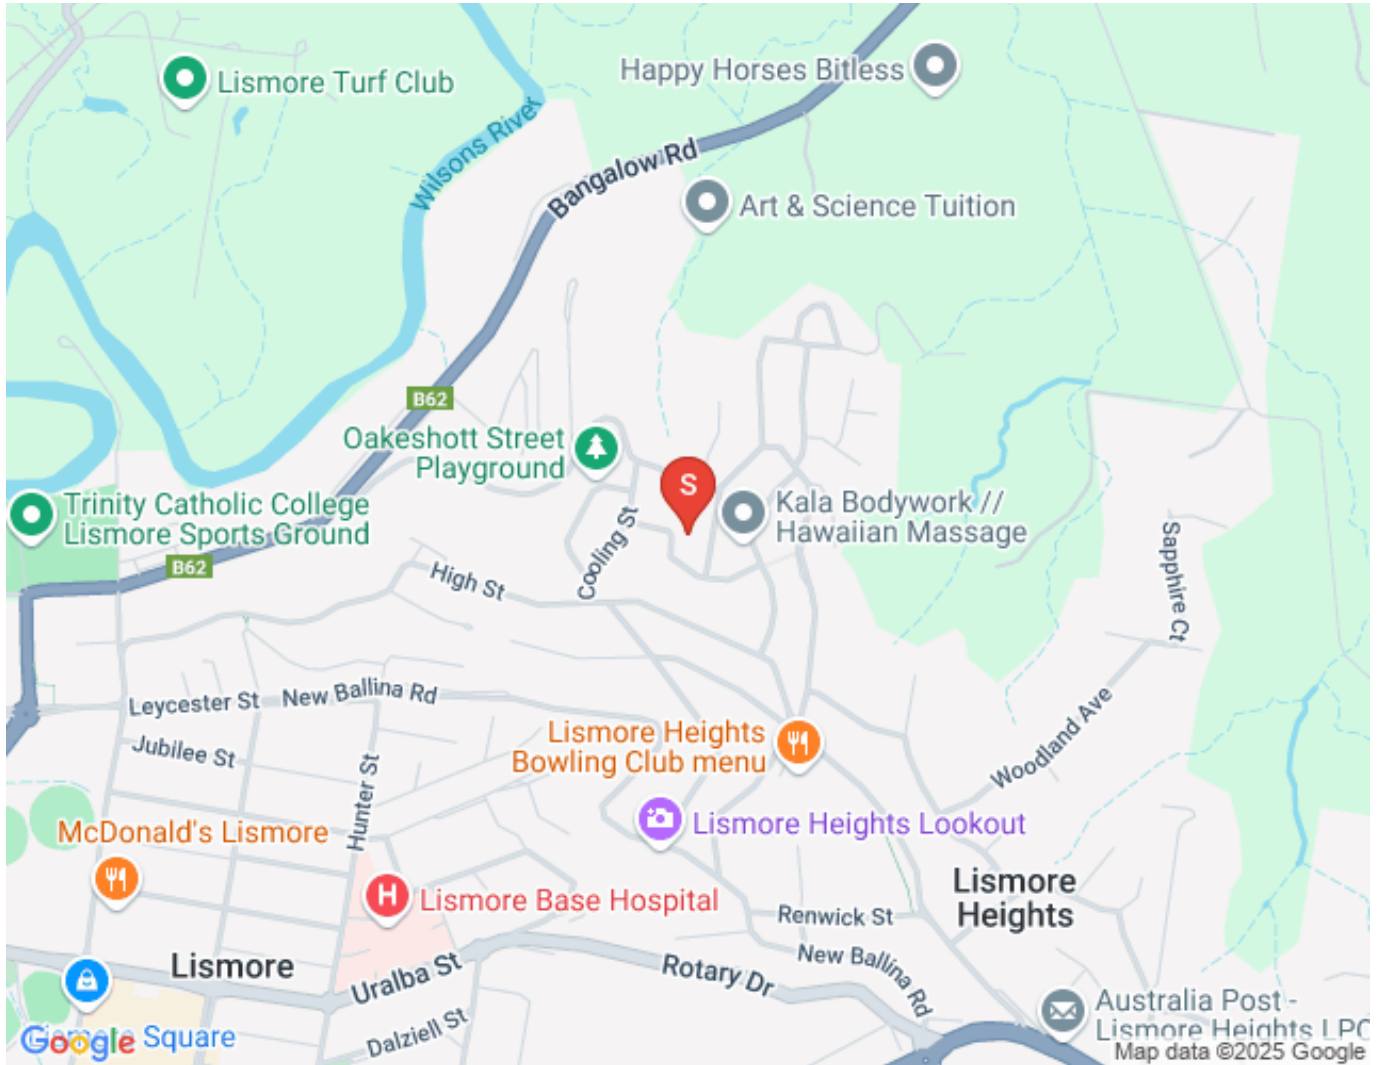 Happy Horses Bitless
Lismore Turf Club
Wilsons River
Bangalow Rd
Art & Science Tuition
B62
Oakeshott Street
Playground
S
Trinity Catholic College
Lismore Sports Ground
Kala Bodywork //
Hawaiian Massage
Cooling St
B62
High St
Sapphire Ct
Leycester St
New Ballina Rd
Jubilee St
Hunter St
Lismore Heights
Bowling Club menu
Woodland Ave
McDonald's Lismore
Lismore Heights Lookout
H
Lismore Base Hospital
Lismore
Heights
Renwick St
Lismore
Uralba St
Rotary Dr
New Ballina Rd
Dalziell St
Australia Post -
Lismore Heights LPC
Lismore Square
Google
Map data ©2025 Google